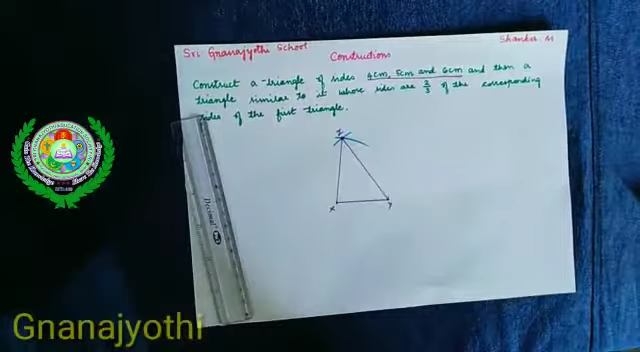 Sri Gnanajyothi School
Shankar. M
Constructions
Construct a triangle of sides 4cm, 5cm and 6cm and then a
triangle similar to it whose sides are 2/3 of the corresponding
sides of the first triangle.
Z
X
Y
Decimal
Gnanajyothi